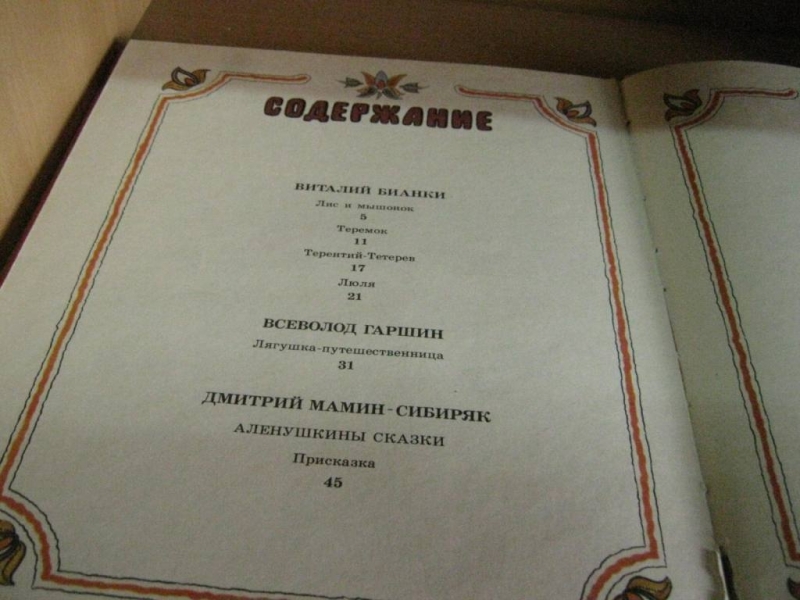 СОДЕРЖАНИЕ
ВИТАЛИЙ БИАНКИ
Лис и мышонок
5
Теремок
11
Терентий-Тетерев
17
Люля
21
ВСЕВОЛОД ГАРШИН
Лягушка-путешественница
31
ДМИТРИЙ МАМИН-СИБИРЯК
АЛЕНУШКИНЫ СКАЗКИ
Присказка
45